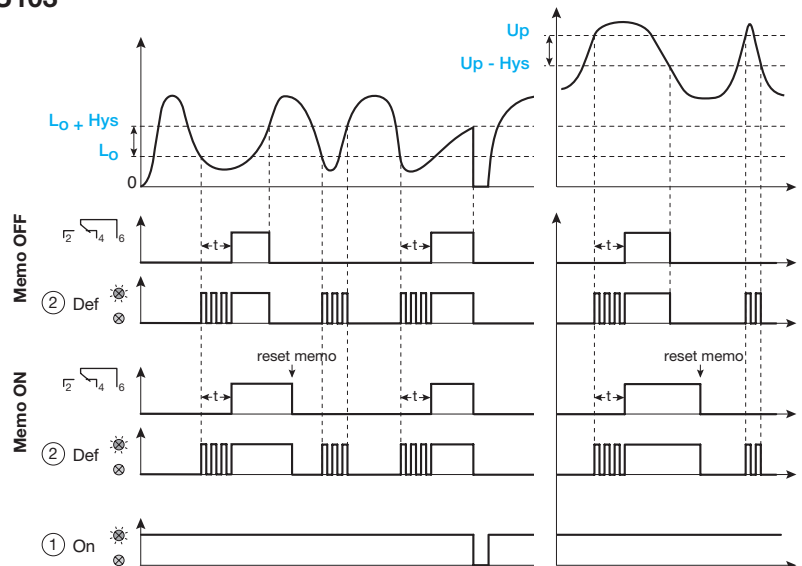 Up
Up - Hys
Lo + Hys
Lo
0
Memo OFF
2 4 6
t t t
2 Def
Memo ON
reset memo reset memo
2 4 6
t t t
2 Def
1 On